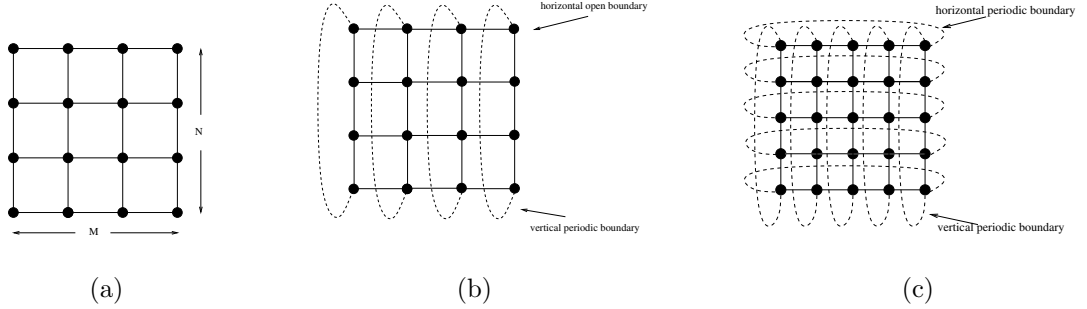 horizontal open boundary
horizontal periodic boundary
N
M
vertical periodic boundary
vertical periodic boundary
(a)
(b)
(c)